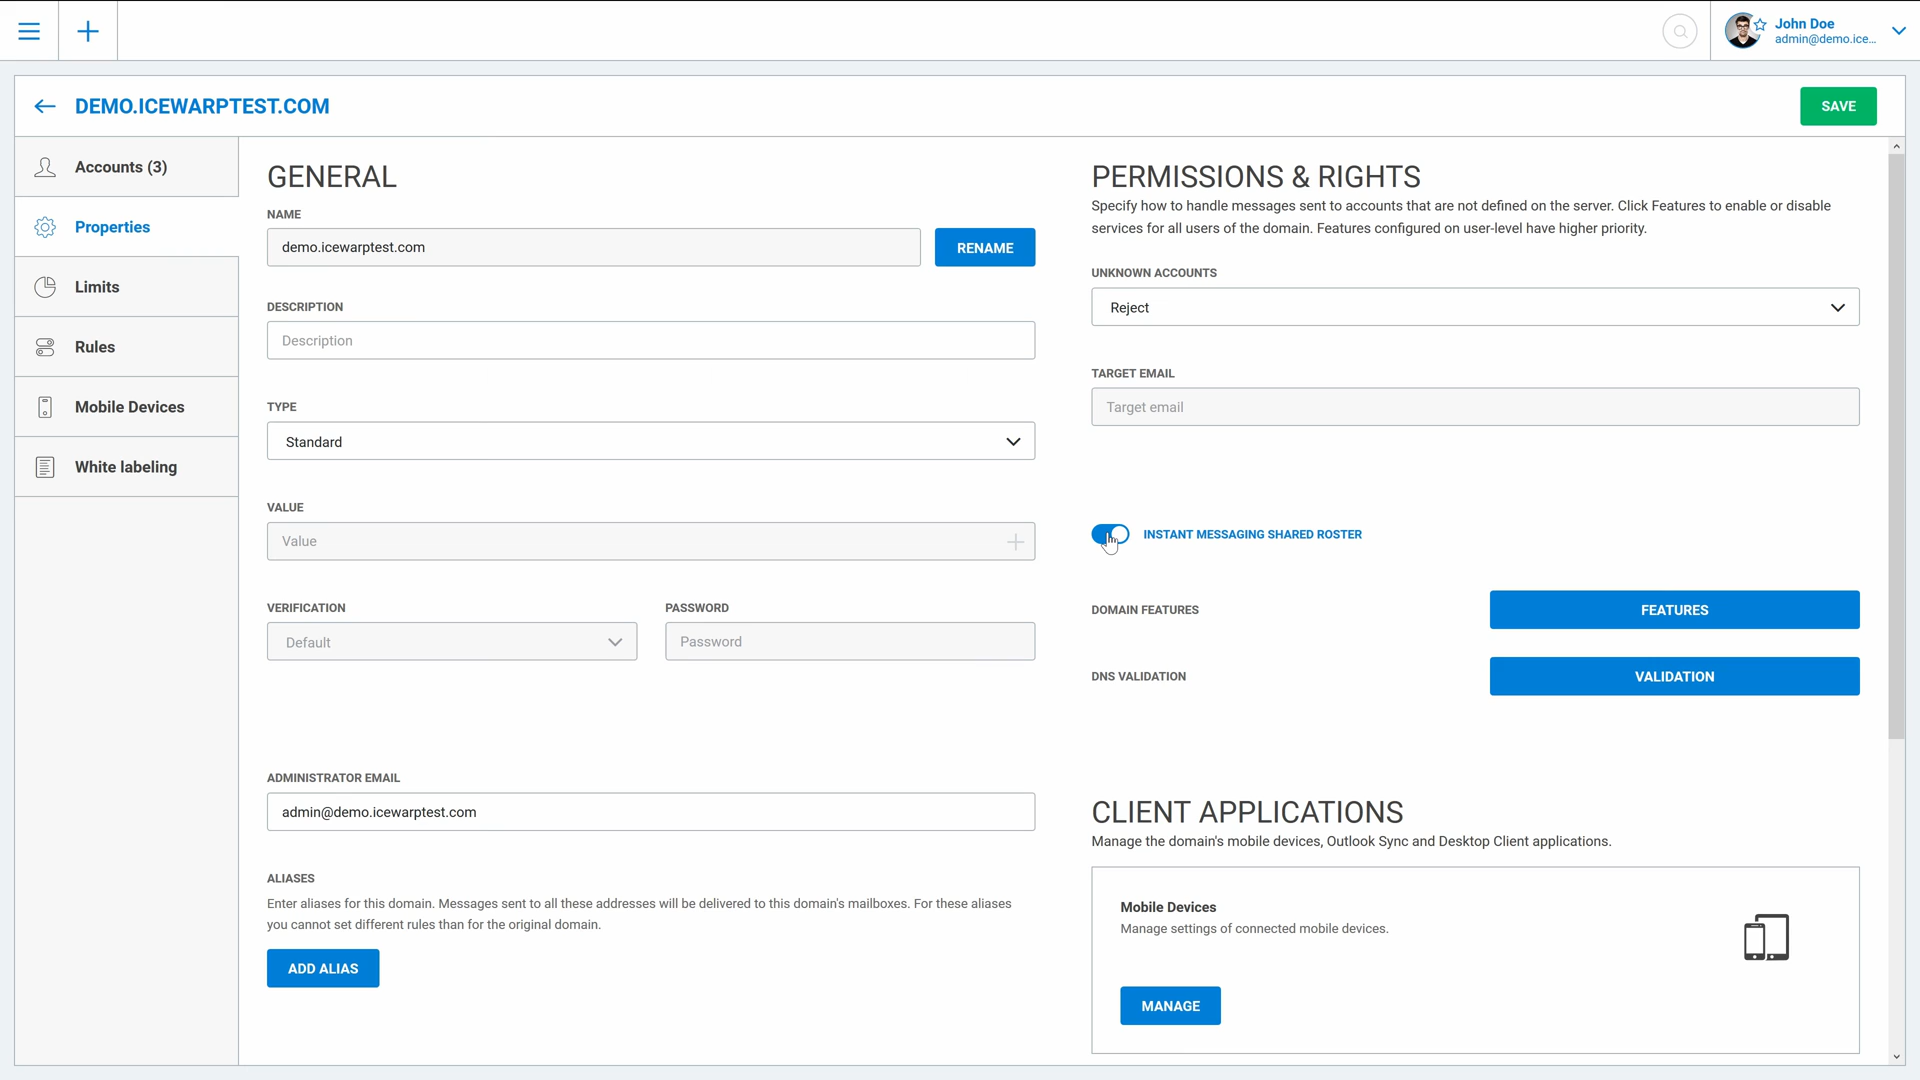 John Doe
admin@demo.ice...
DEMO.ICEWARPTEST.COM
SAVE
Accounts (3)
Properties
Limits
Rules
Mobile Devices
White labeling
GENERAL
NAME
demo.icewarptest.com
RENAME
DESCRIPTION
Description
TYPE
Standard
VALUE
Value
VERIFICATION
PASSWORD
Default
Password
ADMINISTRATOR EMAIL
admin@demo.icewarptest.com
ALIASES
Enter aliases for this domain. Messages sent to all these addresses will be delivered to this domain's mailboxes. For these aliases
you cannot set different rules than for the original domain.
ADD ALIAS
PERMISSIONS & RIGHTS
Specify how to handle messages sent to accounts that are not defined on the server. Click Features to enable or disable
services for all users of the domain. Features configured on user-level have higher priority.
UNKNOWN ACCOUNTS
Reject
TARGET EMAIL
Target email
INSTANT MESSAGING SHARED ROSTER
DOMAIN FEATURES
FEATURES
DNS VALIDATION
VALIDATION
CLIENT APPLICATIONS
Manage the domain's mobile devices, Outlook Sync and Desktop Client applications.
Mobile Devices
Manage settings of connected mobile devices.
MANAGE